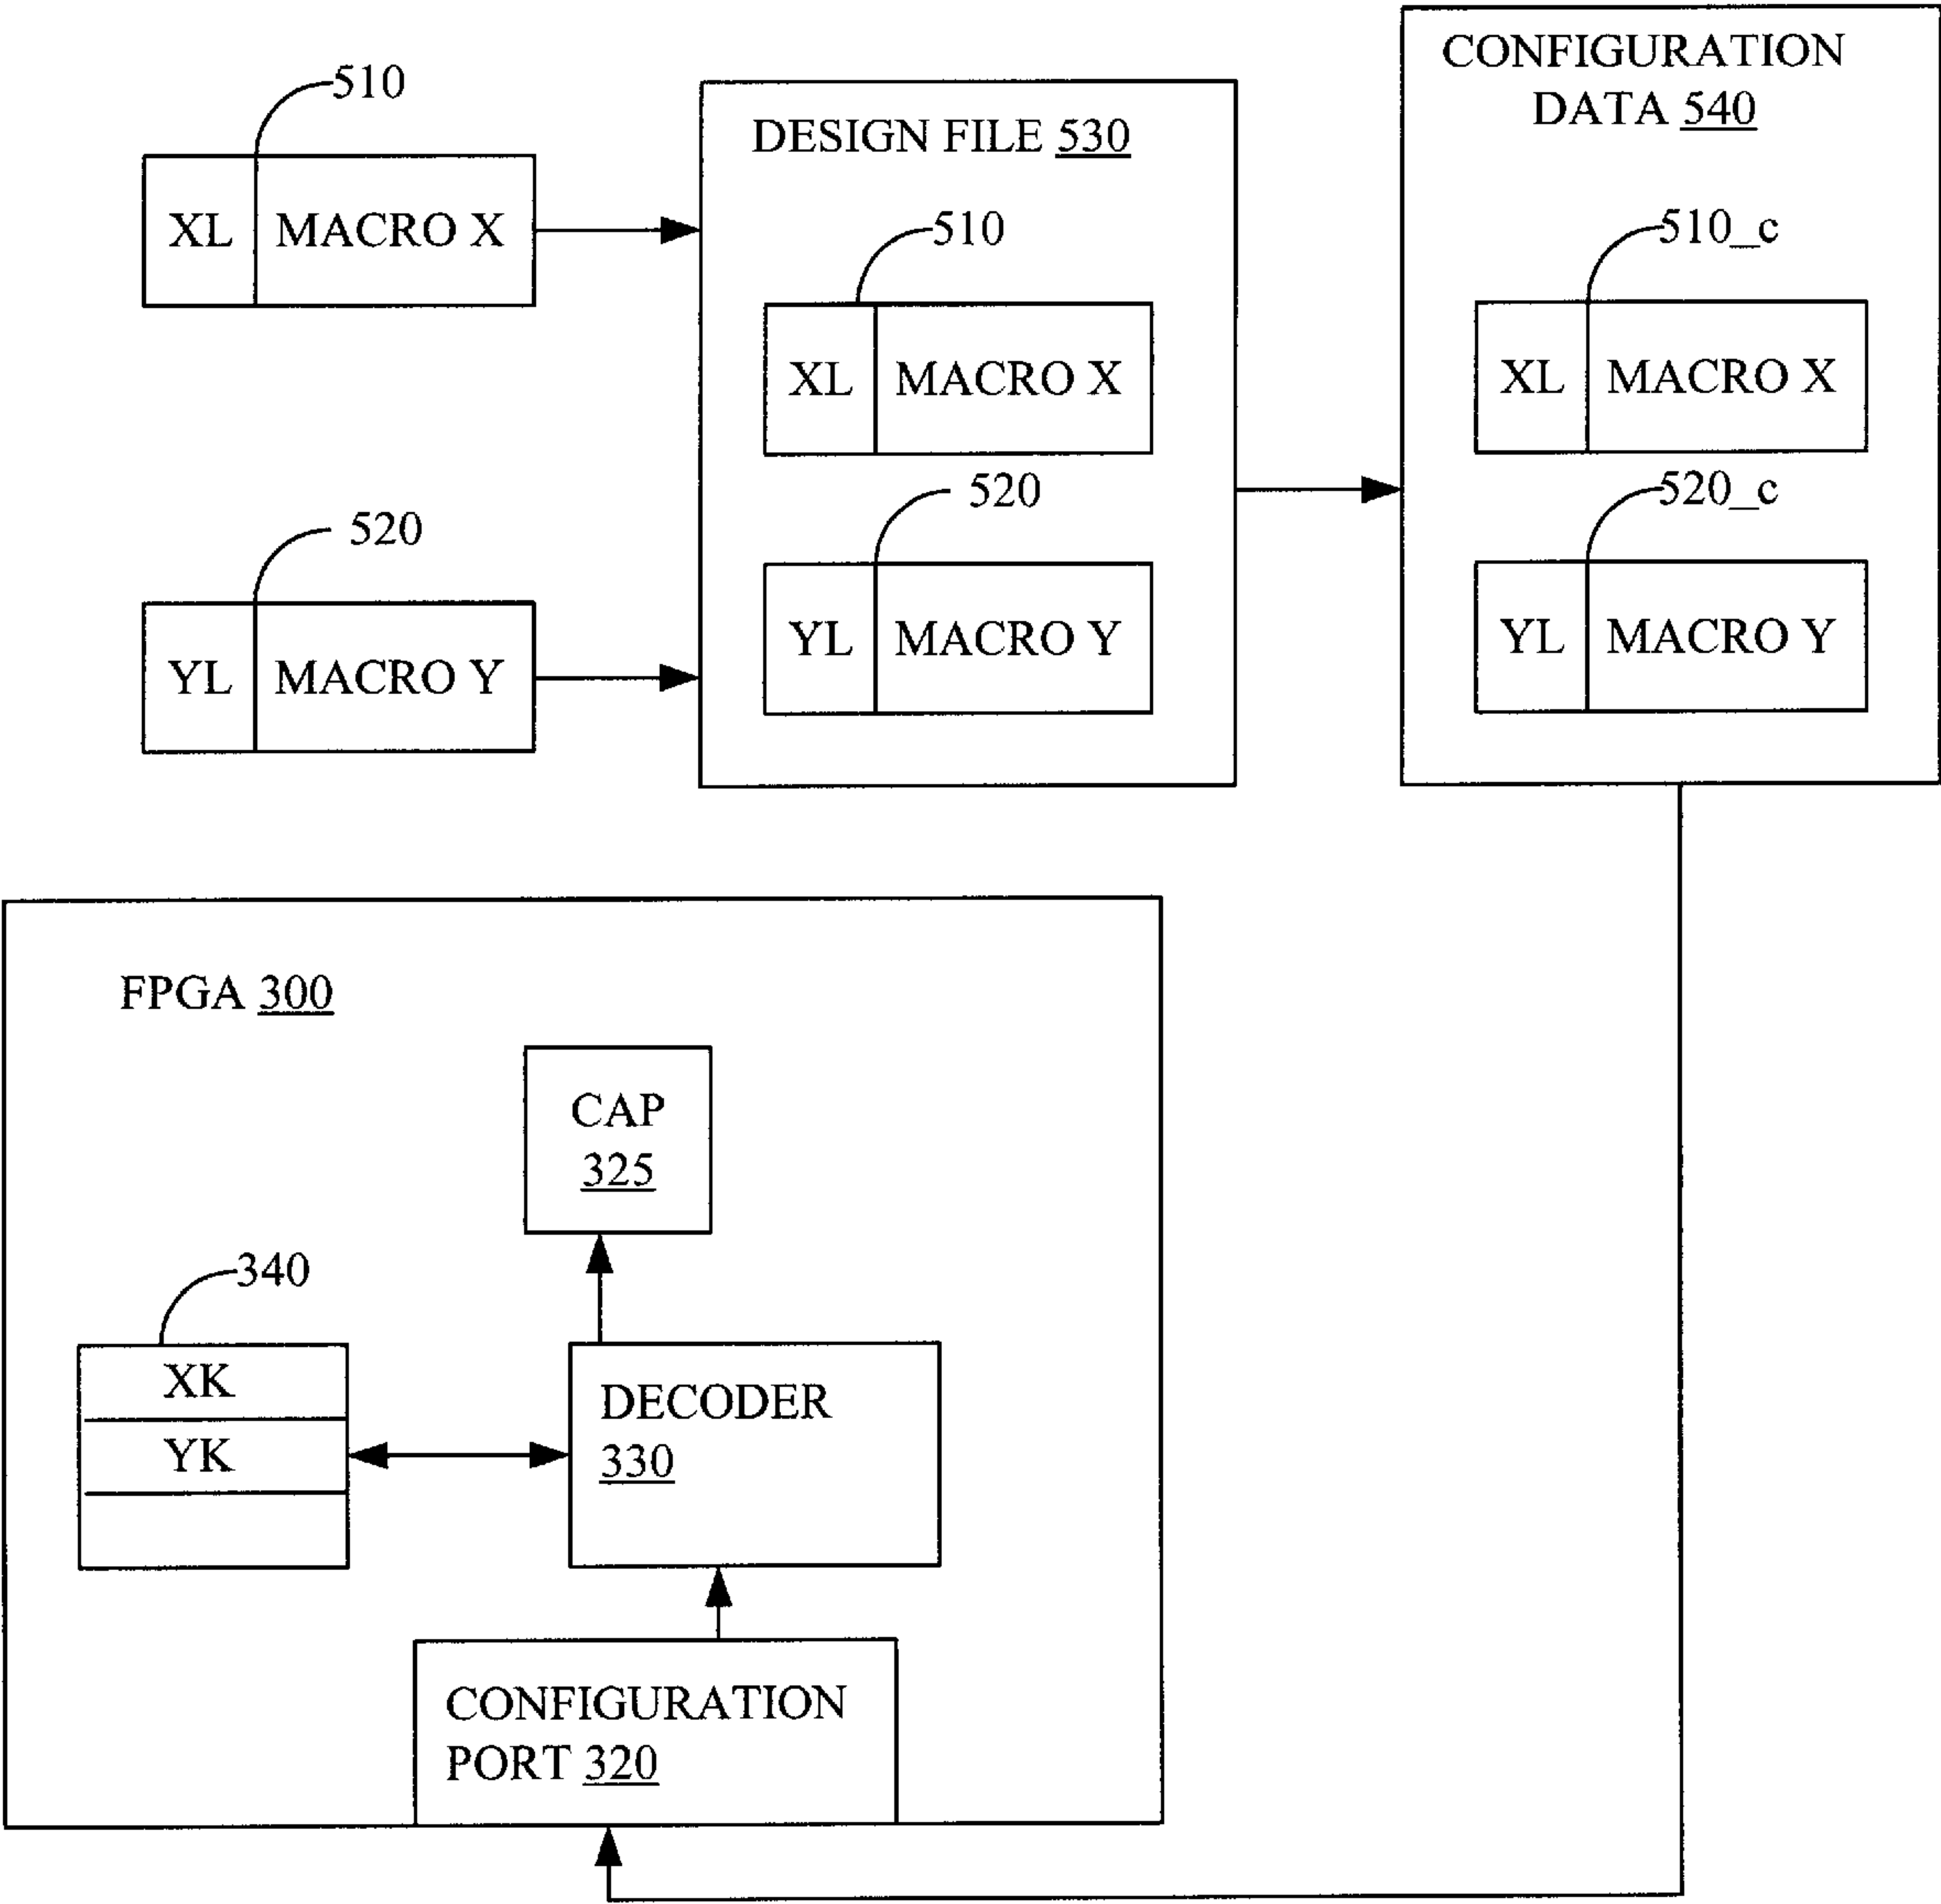 510
XL MACRO X
520
YL MACRO Y
DESIGN FILE 530
510
XL MACRO X
520
YL MACRO Y
CONFIGURATION
DATA 540
510_c
XL MACRO X
520_c
YL MACRO Y
FPGA 300
CAP
325
340
XK
YK
DECODER
330
CONFIGURATION
PORT 320